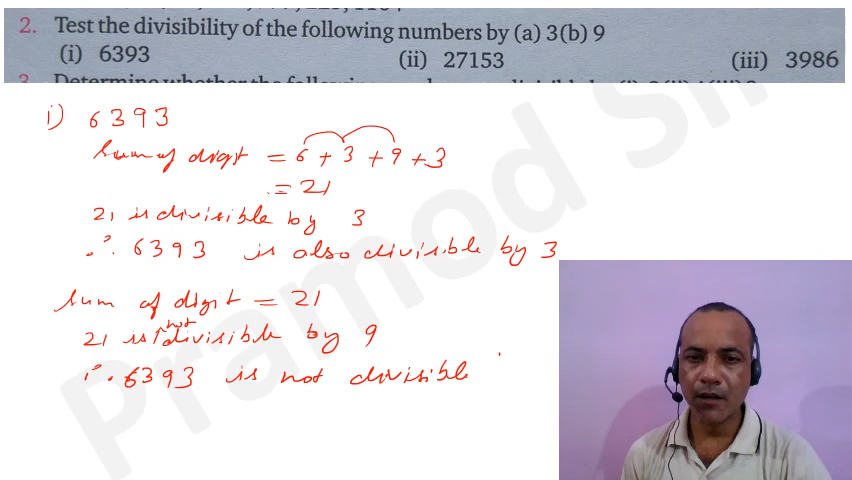 2. Test the divisibility of the following numbers by (a) 3(b) 9
(i) 6393 (ii) 27153 (iii) 3986
i) 6393
Sum of digit = 6 + 3 + 9 + 3
= 21
21 is divisible by 3
∴ 6393 is also divisible by 3
Sum of digit = 21
21 is not divisible by 9
∴ 6393 is not divisible
Pramod Sir